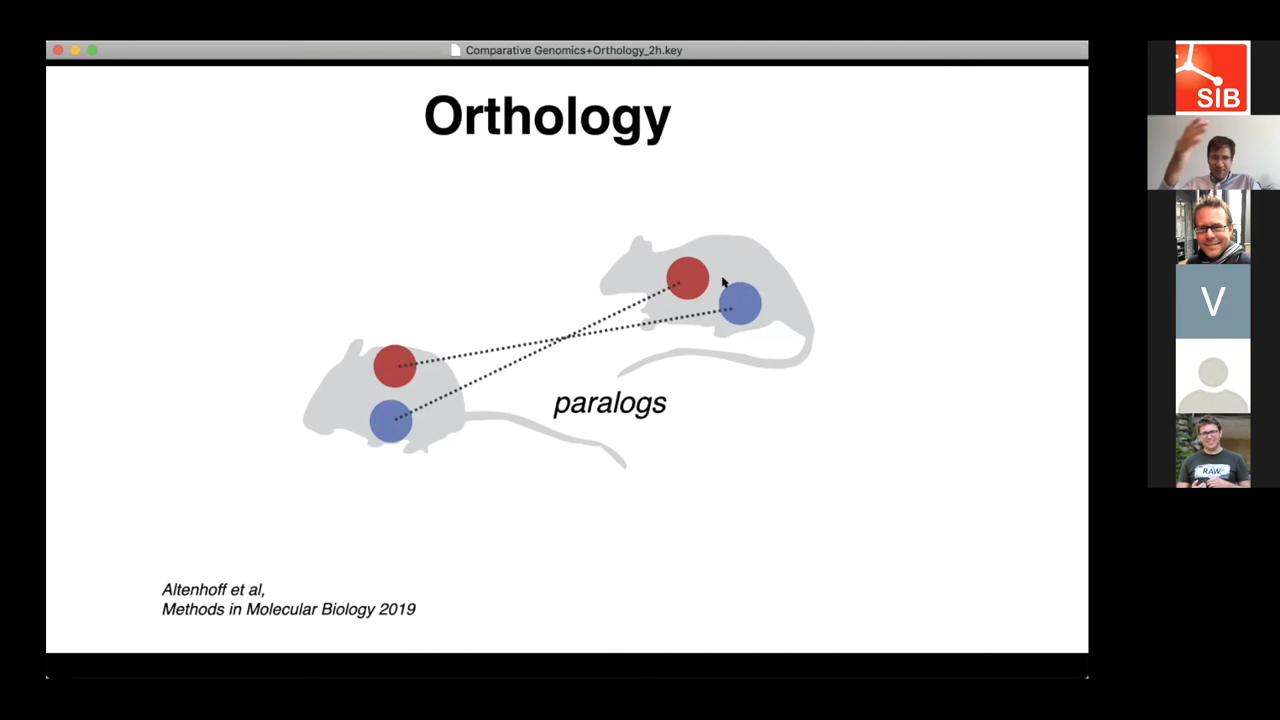 Comparative Genomics+Orthology_2h.key
Orthology
paralogs
Altenhoff et al,
Methods in Molecular Biology 2019
SIB
V
RAW